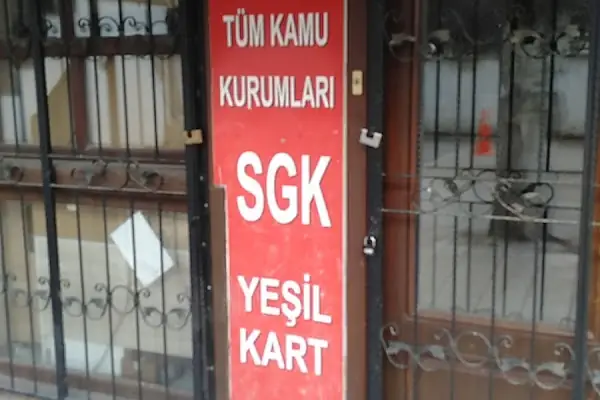 TÜM KAMU
KURUMLARI
SGK
YEŞİL
KART